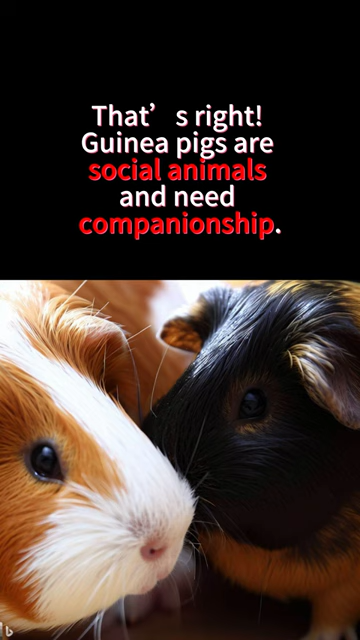 That’ s right!
Guinea pigs are
social animals
and need
companionship.